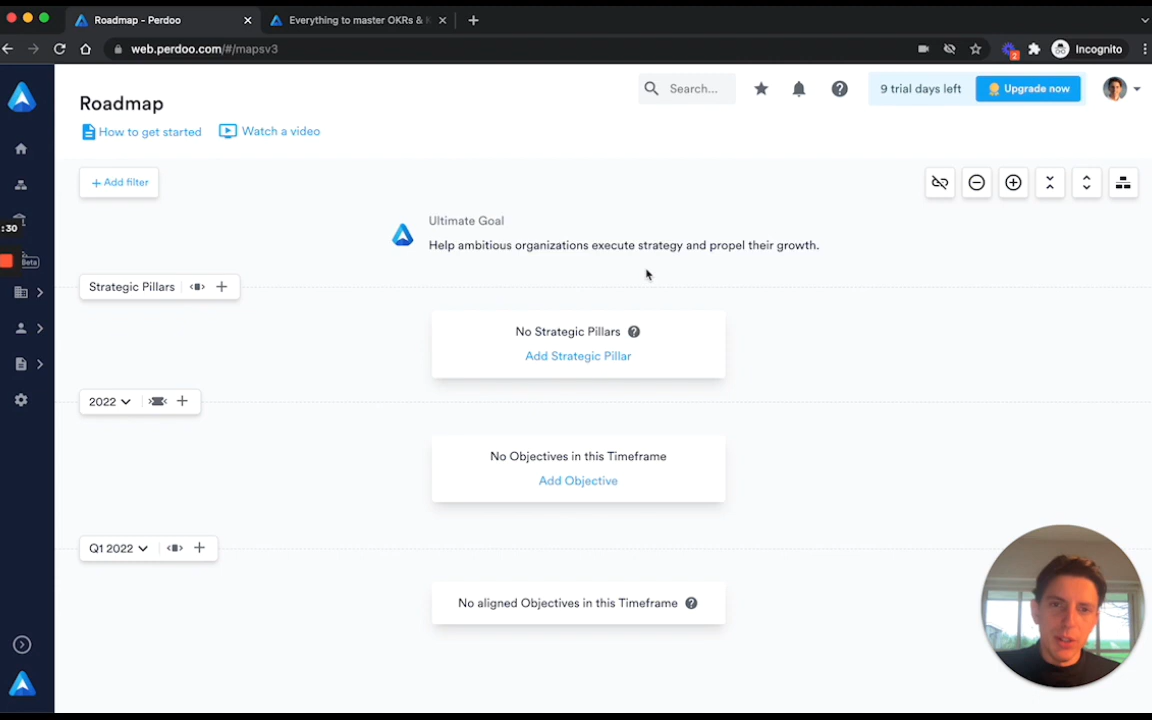 Roadmap - Perdoo
Everything to master OKRs & K
web.perdoo.com/#/mapsv3
2
Incognito
Roadmap
How to get started
Watch a video
Search...
9 trial days left
Upgrade now
+ Add filter
Ultimate Goal
Help ambitious organizations execute strategy and propel their growth.
:30
Beta
Strategic Pillars
No Strategic Pillars
Add Strategic Pillar
2022
No Objectives in this Timeframe
Add Objective
Q1 2022
No aligned Objectives in this Timeframe